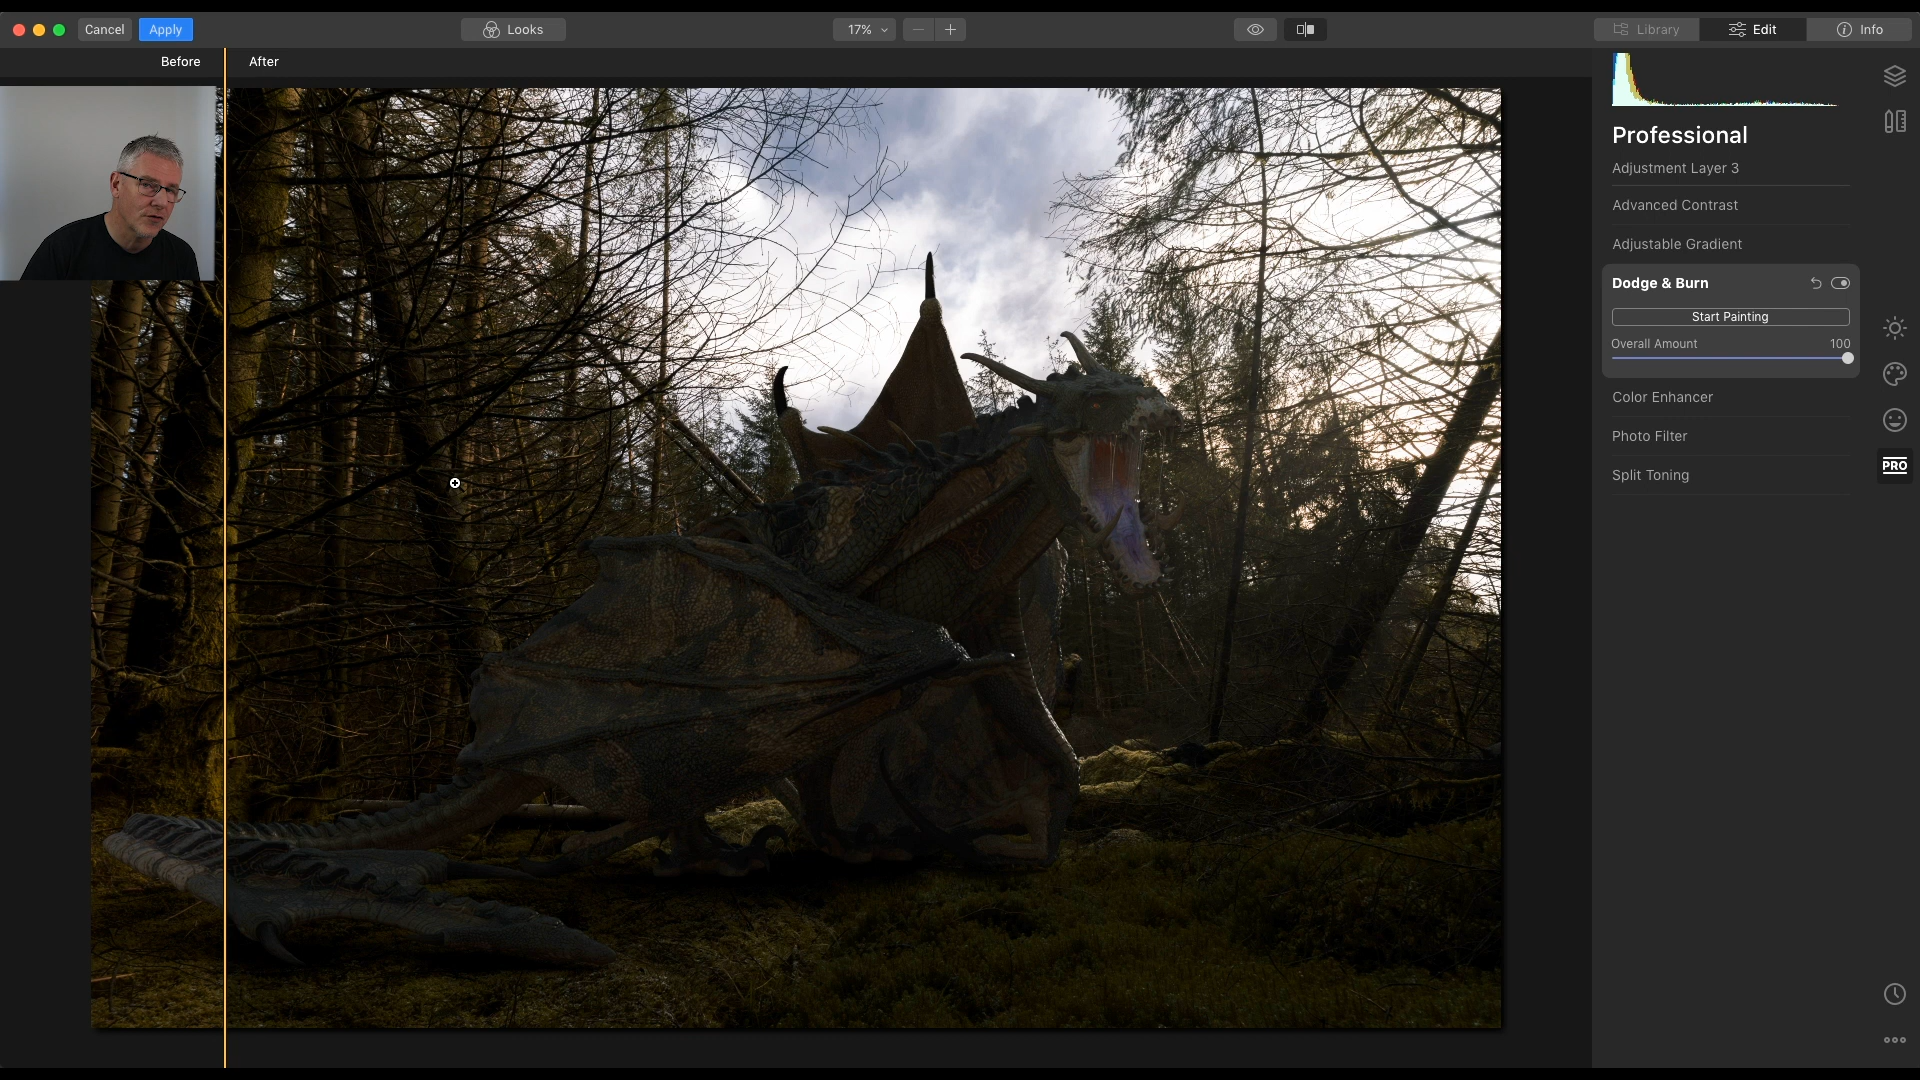 Cancel
Apply
Looks
17%
Library
Edit
Info
Before
After
Professional
Adjustment Layer 3
Advanced Contrast
Adjustable Gradient
Dodge & Burn
Start Painting
Overall Amount 100
Color Enhancer
Photo Filter
Split Toning
PRO